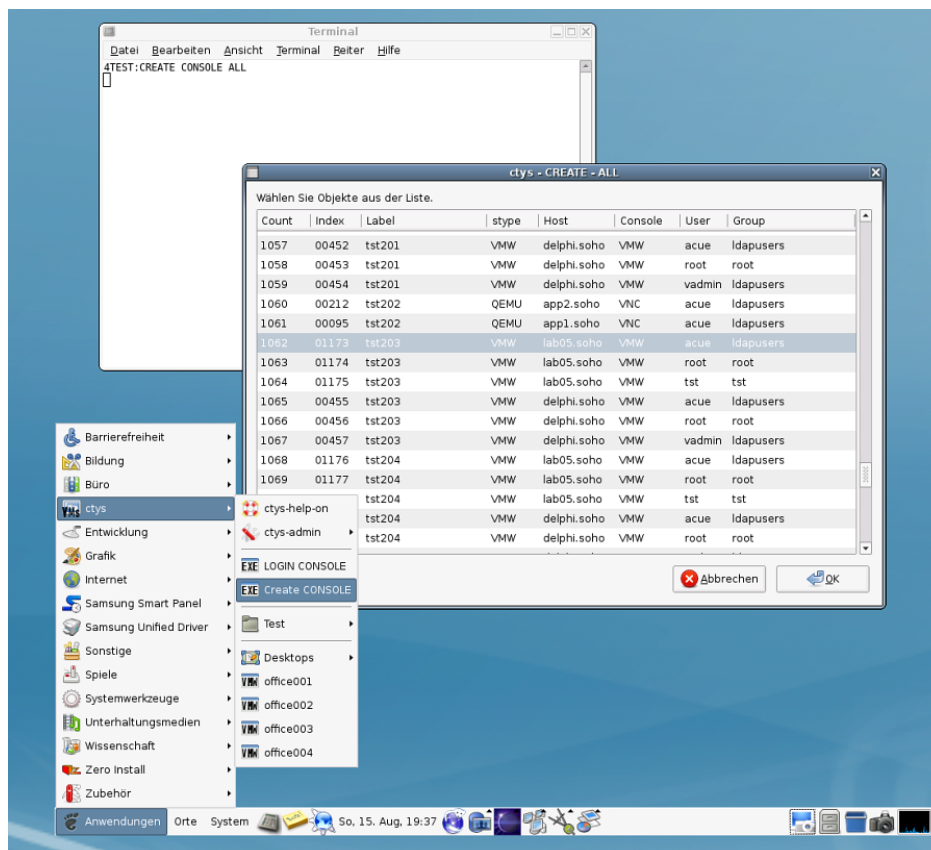 Terminal
Datei Bearbeiten Ansicht Terminal Reiter Hilfe
4TEST:CREATE CONSOLE ALL
ctys - CREATE - ALL
Wählen Sie Objekte aus der Liste.
Count Index Label stype Host Console User Group
1057 00452 tst201 VMW delphi.soho VMW acue ldapusers
1058 00453 tst201 VMW delphi.soho VMW root root
1059 00454 tst201 VMW delphi.soho VMW vadmin ldapusers
1060 00212 tst202 QEMU app2.soho VNC acue ldapusers
1061 00095 tst202 QEMU app1.soho VNC acue ldapusers
1062 01173 tst203 VMW lab05.soho VMW acue ldapusers
1063 01174 tst203 VMW lab05.soho VMW root root
1064 01175 tst203 VMW lab05.soho VMW tst tst
1065 00455 tst203 VMW delphi.soho VMW acue ldapusers
1066 00456 tst203 VMW delphi.soho VMW root root
1067 00457 tst203 VMW delphi.soho VMW vadmin ldapusers
1068 01176 tst204 VMW lab05.soho VMW acue ldapusers
1069 01177 tst204 VMW lab05.soho VMW root root
tst204 VMW lab05.soho VMW tst tst
tst204 VMW delphi.soho VMW acue ldapusers
tst204 VMW delphi.soho VMW root root
Abbrechen OK
Barrierefreiheit
Bildung
Büro
ctys
Entwicklung
Grafik
Internet
Samsung Smart Panel
Samsung Unified Driver
Sonstige
Spiele
Systemwerkzeuge
Unterhaltungsmedien
Wissenschaft
Zero Install
Zubehör
ctys-help-on
ctys-admin
EXE LOGIN CONSOLE
EXE Create CONSOLE
Test
Desktops
office001
office002
office003
office004
Anwendungen Orte System So, 15. Aug, 19:37